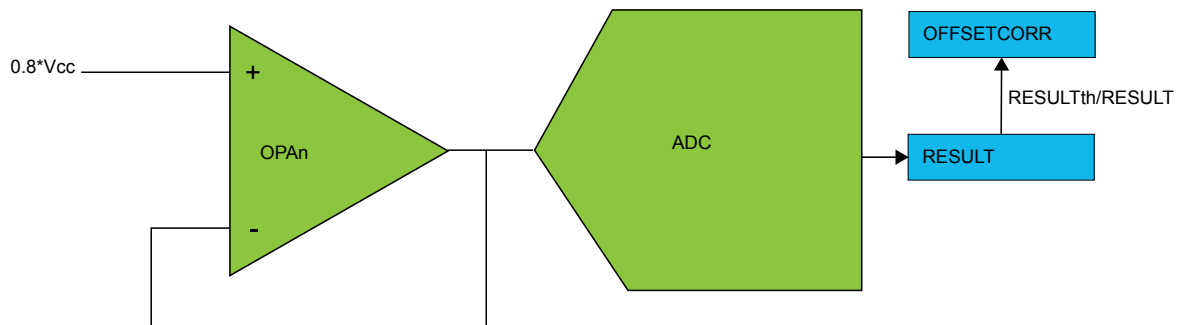 OFFSETCORR
0.8*Vcc
+
RESULTth/RESULT
OPAn
ADC
RESULT
-